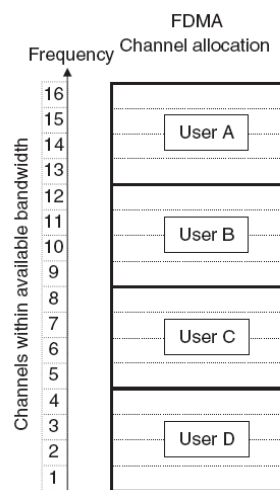 FDMA
Channel allocation
Frequency
Channels within available bandwidth
16
15
14
13
12
11
10
9
8
7
6
5
4
3
2
1
User A
User B
User C
User D